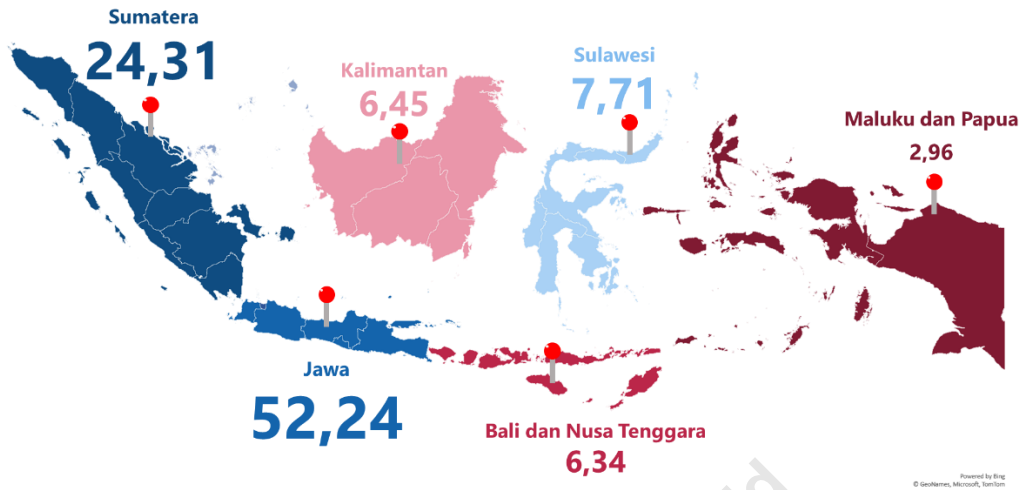 Sumatera
24,31
Kalimantan
6,45
Sulawesi
7,71
Maluku dan Papua
2,96
Jawa
52,24
Bali dan Nusa Tenggara
6,34
d
Powered by Bing
© GeoNames, Microsoft, TomTom